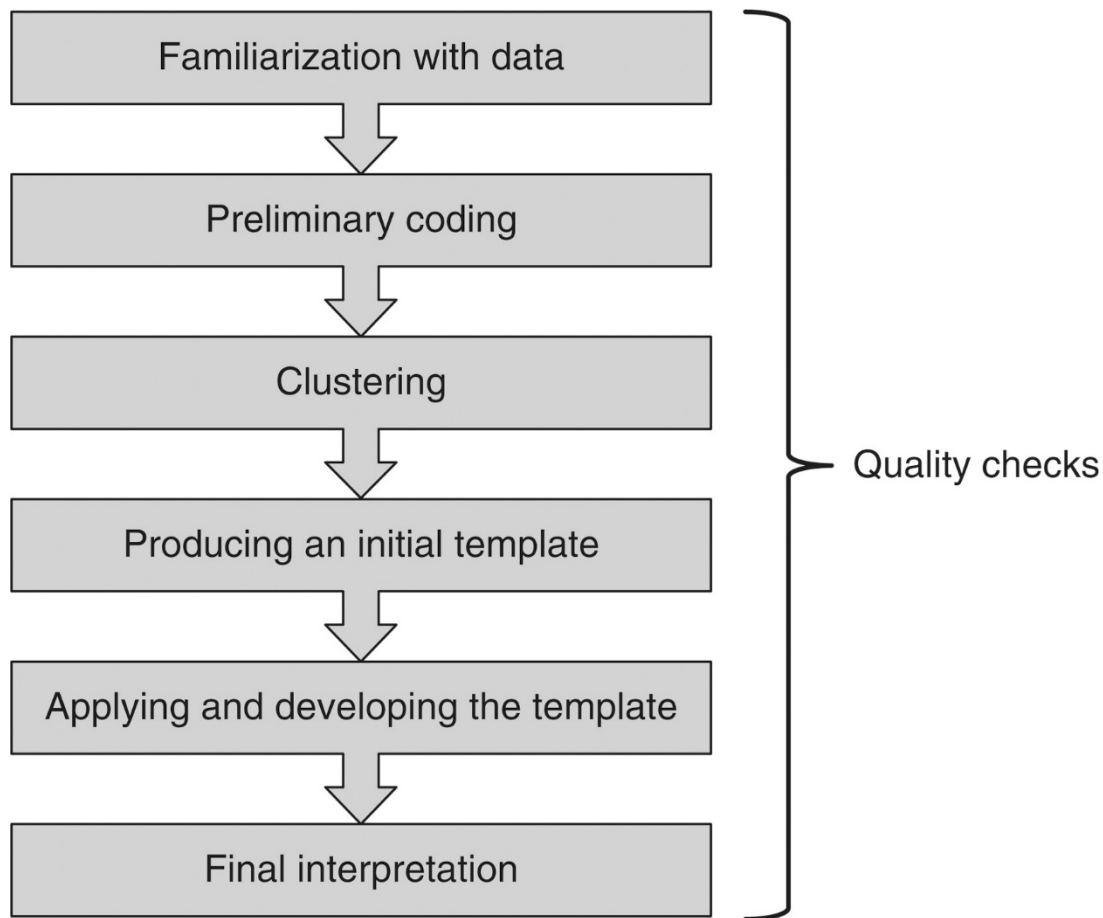 Familiarization with data
Preliminary coding
Clustering
Producing an initial template
Applying and developing the template
Final interpretation
Quality checks